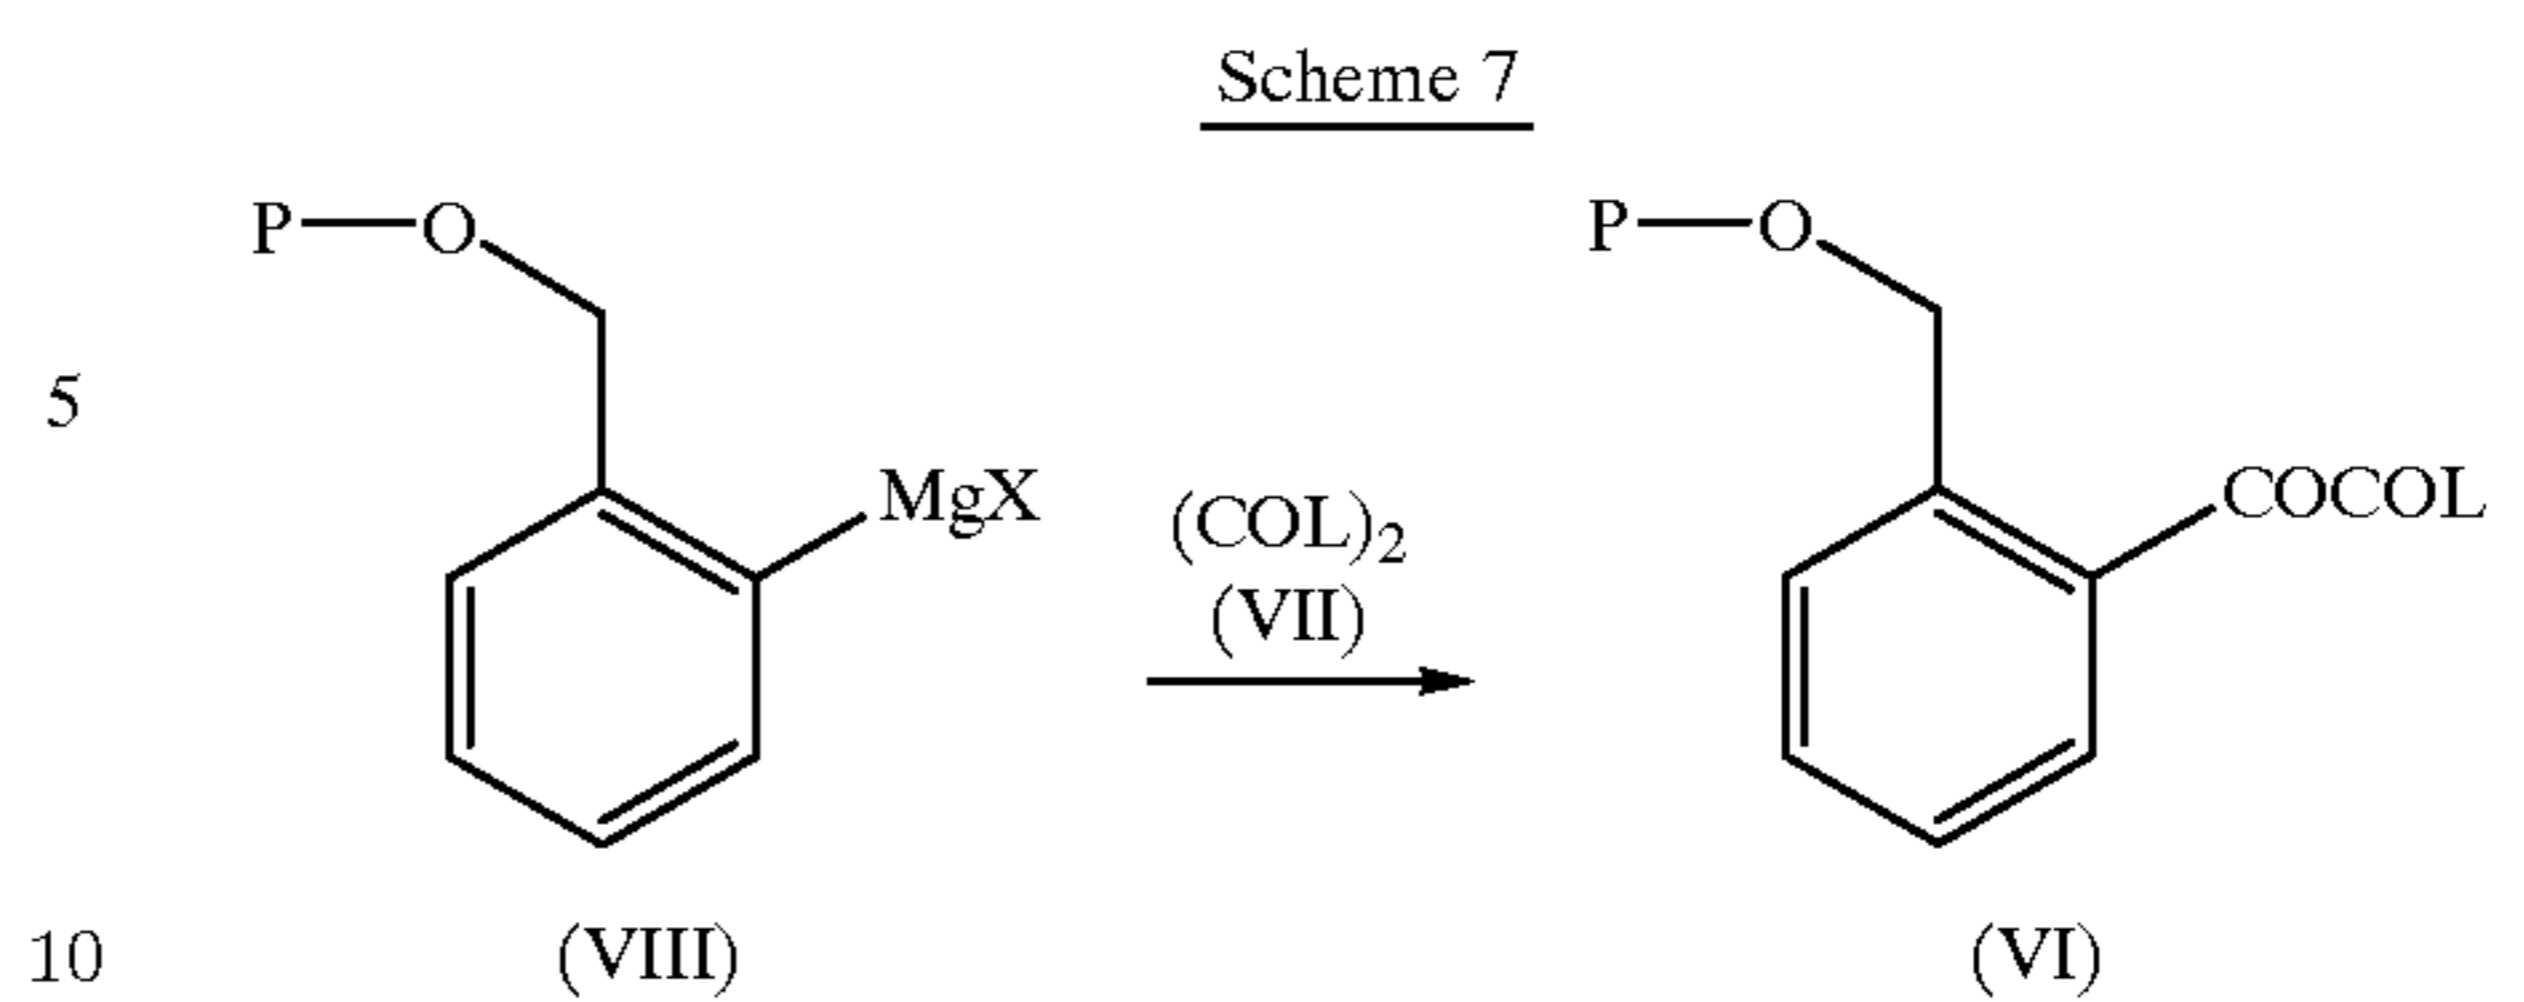 Scheme 7
P O P O
5
MgX (COL)2 COCOL
(VII)
10 (VIII) (VI)